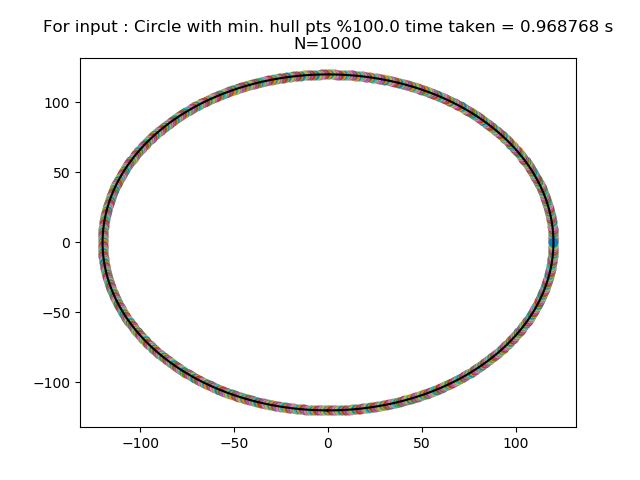 For input : Circle with min. hull pts %100.0 time taken = 0.968768 s
N=1000
100
50
0
−50
−100
−100 −50 0 50 100